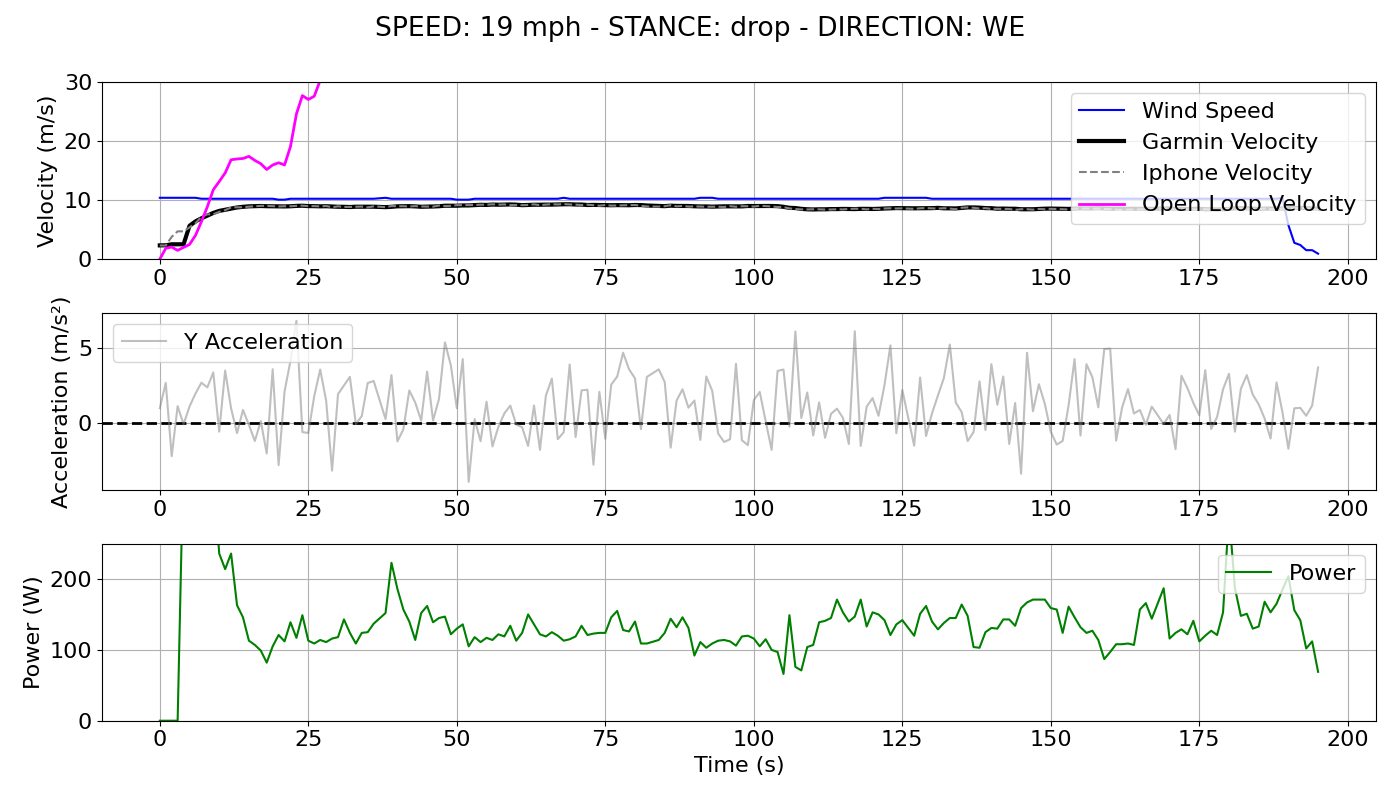 SPEED: 19 mph - STANCE: drop - DIRECTION: WE
Velocity (m/s)
30
20
10
0
Wind Speed
Garmin Velocity
Iphone Velocity
Open Loop Velocity
0 25 50 75 100 125 150 175 200
Acceleration (m/s²)
5
0
Y Acceleration
0 25 50 75 100 125 150 175 200
Power (W)
200
100
0
Power
0 25 50 75 100 125 150 175 200
Time (s)